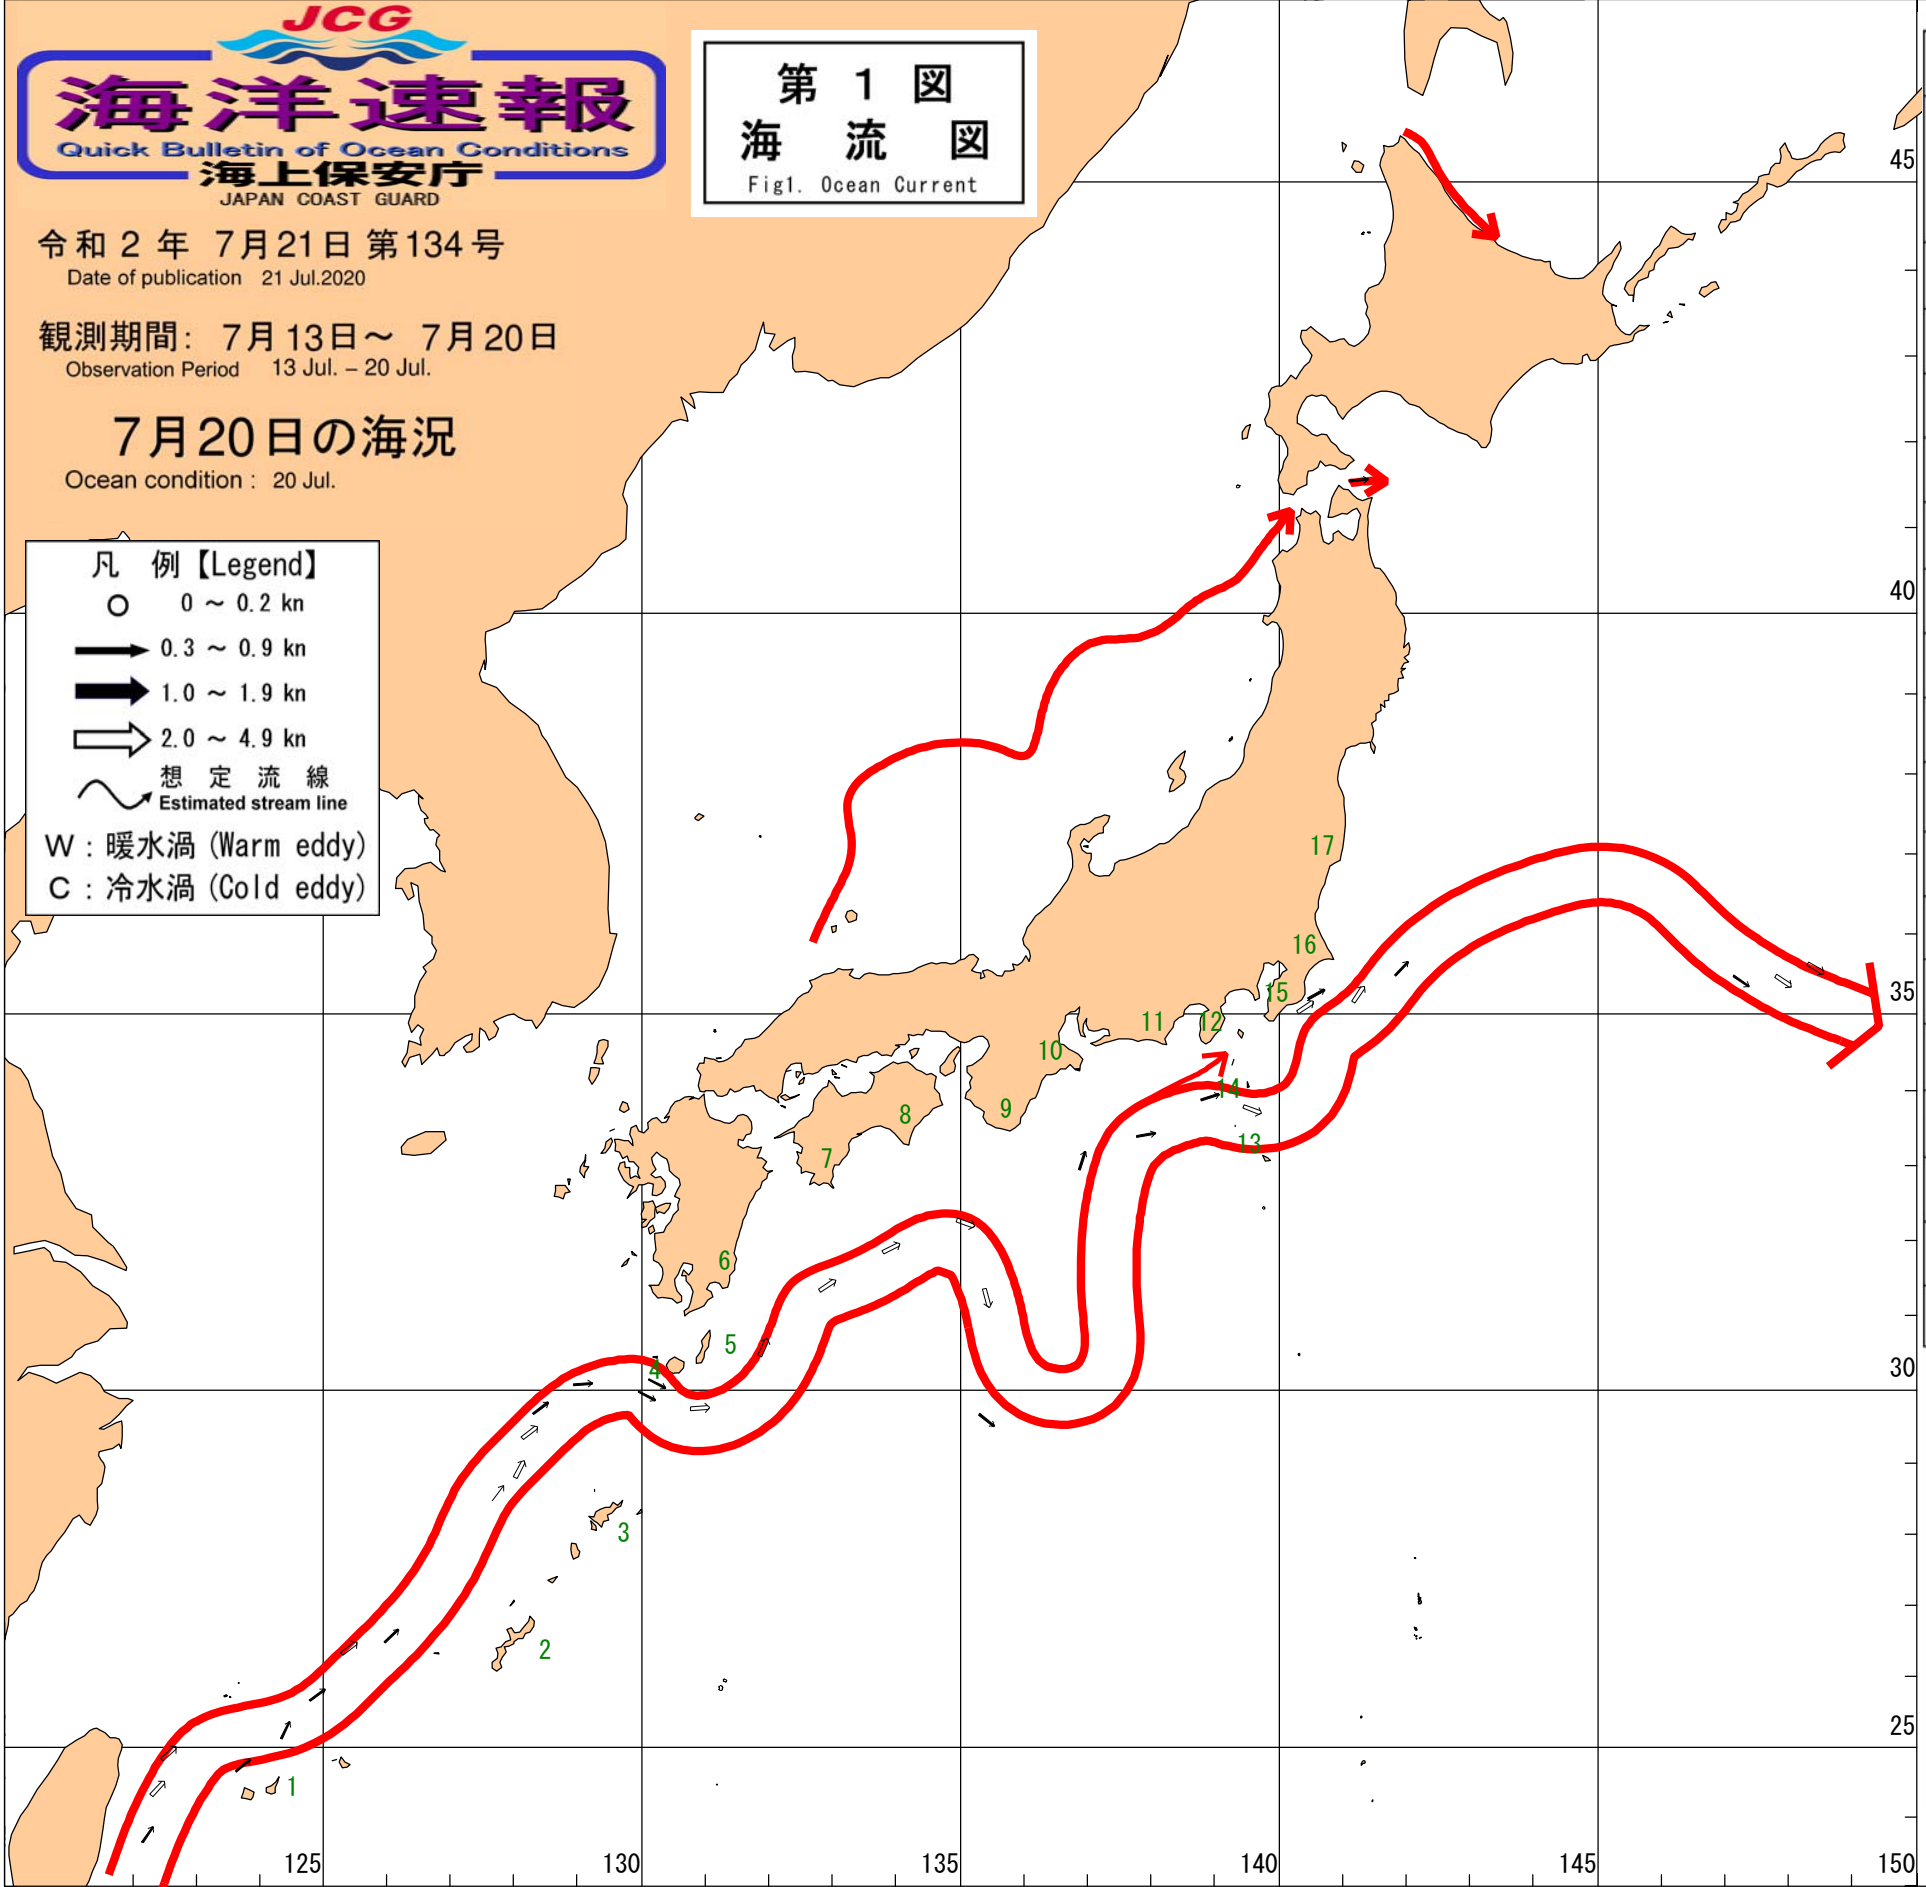 JCG
海洋速報
Quick Bulletin of Ocean Conditions
海上保安庁
JAPAN COAST GUARD
令和 2 年 7月21日 第134号
Date of publication 21 Jul.2020
観測期間: 7月13日～ 7月20日
Observation Period 13 Jul. – 20 Jul.
7月20日の海況
Ocean condition : 20 Jul.
第 1 図
海 流 図
Fig1. Ocean Current
凡 例【Legend】
0 ～ 0.2 kn
0.3 ～ 0.9 kn
1.0 ～ 1.9 kn
2.0 ～ 4.9 kn
想 定 流 線
Estimated stream line
W : 暖水渦 (Warm eddy)
C : 冷水渦 (Cold eddy)
45
40
17
16
35
15
11
12
10
14
9
8
13
7
6
5
4
30
3
2
25
1
125
130
135
140
145
150